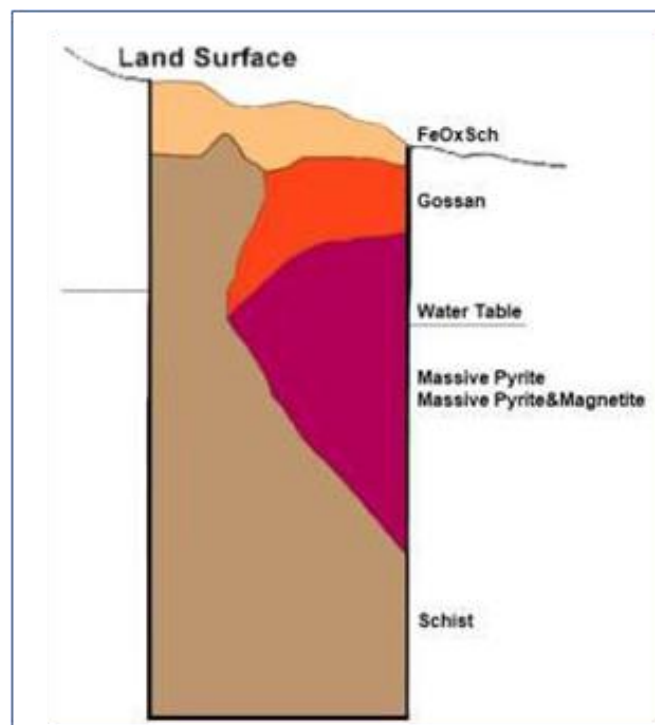 Land Surface
FeOxSch
Gossan
Water Table
Massive Pyrite
Massive Pyrite&Magnetite
Schist